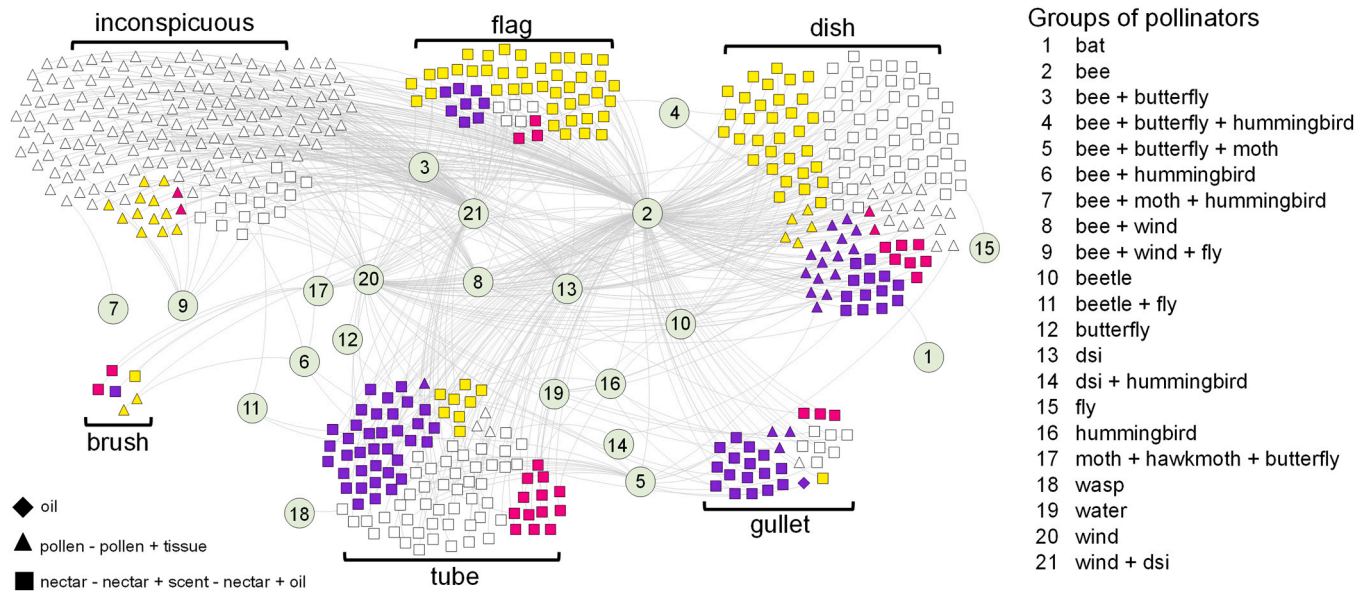 inconspicuous
flag
dish
Groups of pollinators
1 bat
2 bee
3 bee + butterfly
4 bee + butterfly + hummingbird
5 bee + butterfly + moth
6 bee + hummingbird
7 bee + moth + hummingbird
8 bee + wind
9 bee + wind + fly
10 beetle
11 beetle + fly
12 butterfly
13 dsi
14 dsi + hummingbird
15 fly
16 hummingbird
17 moth + hawkmoth + butterfly
18 wasp
19 water
20 wind
21 wind + dsi
4
3
21
2
15
20
8
13
17
7
9
10
12
6
1
16
19
11
brush
14
5
18
gullet
tube
oil
pollen - pollen + tissue
nectar - nectar + scent - nectar + oil